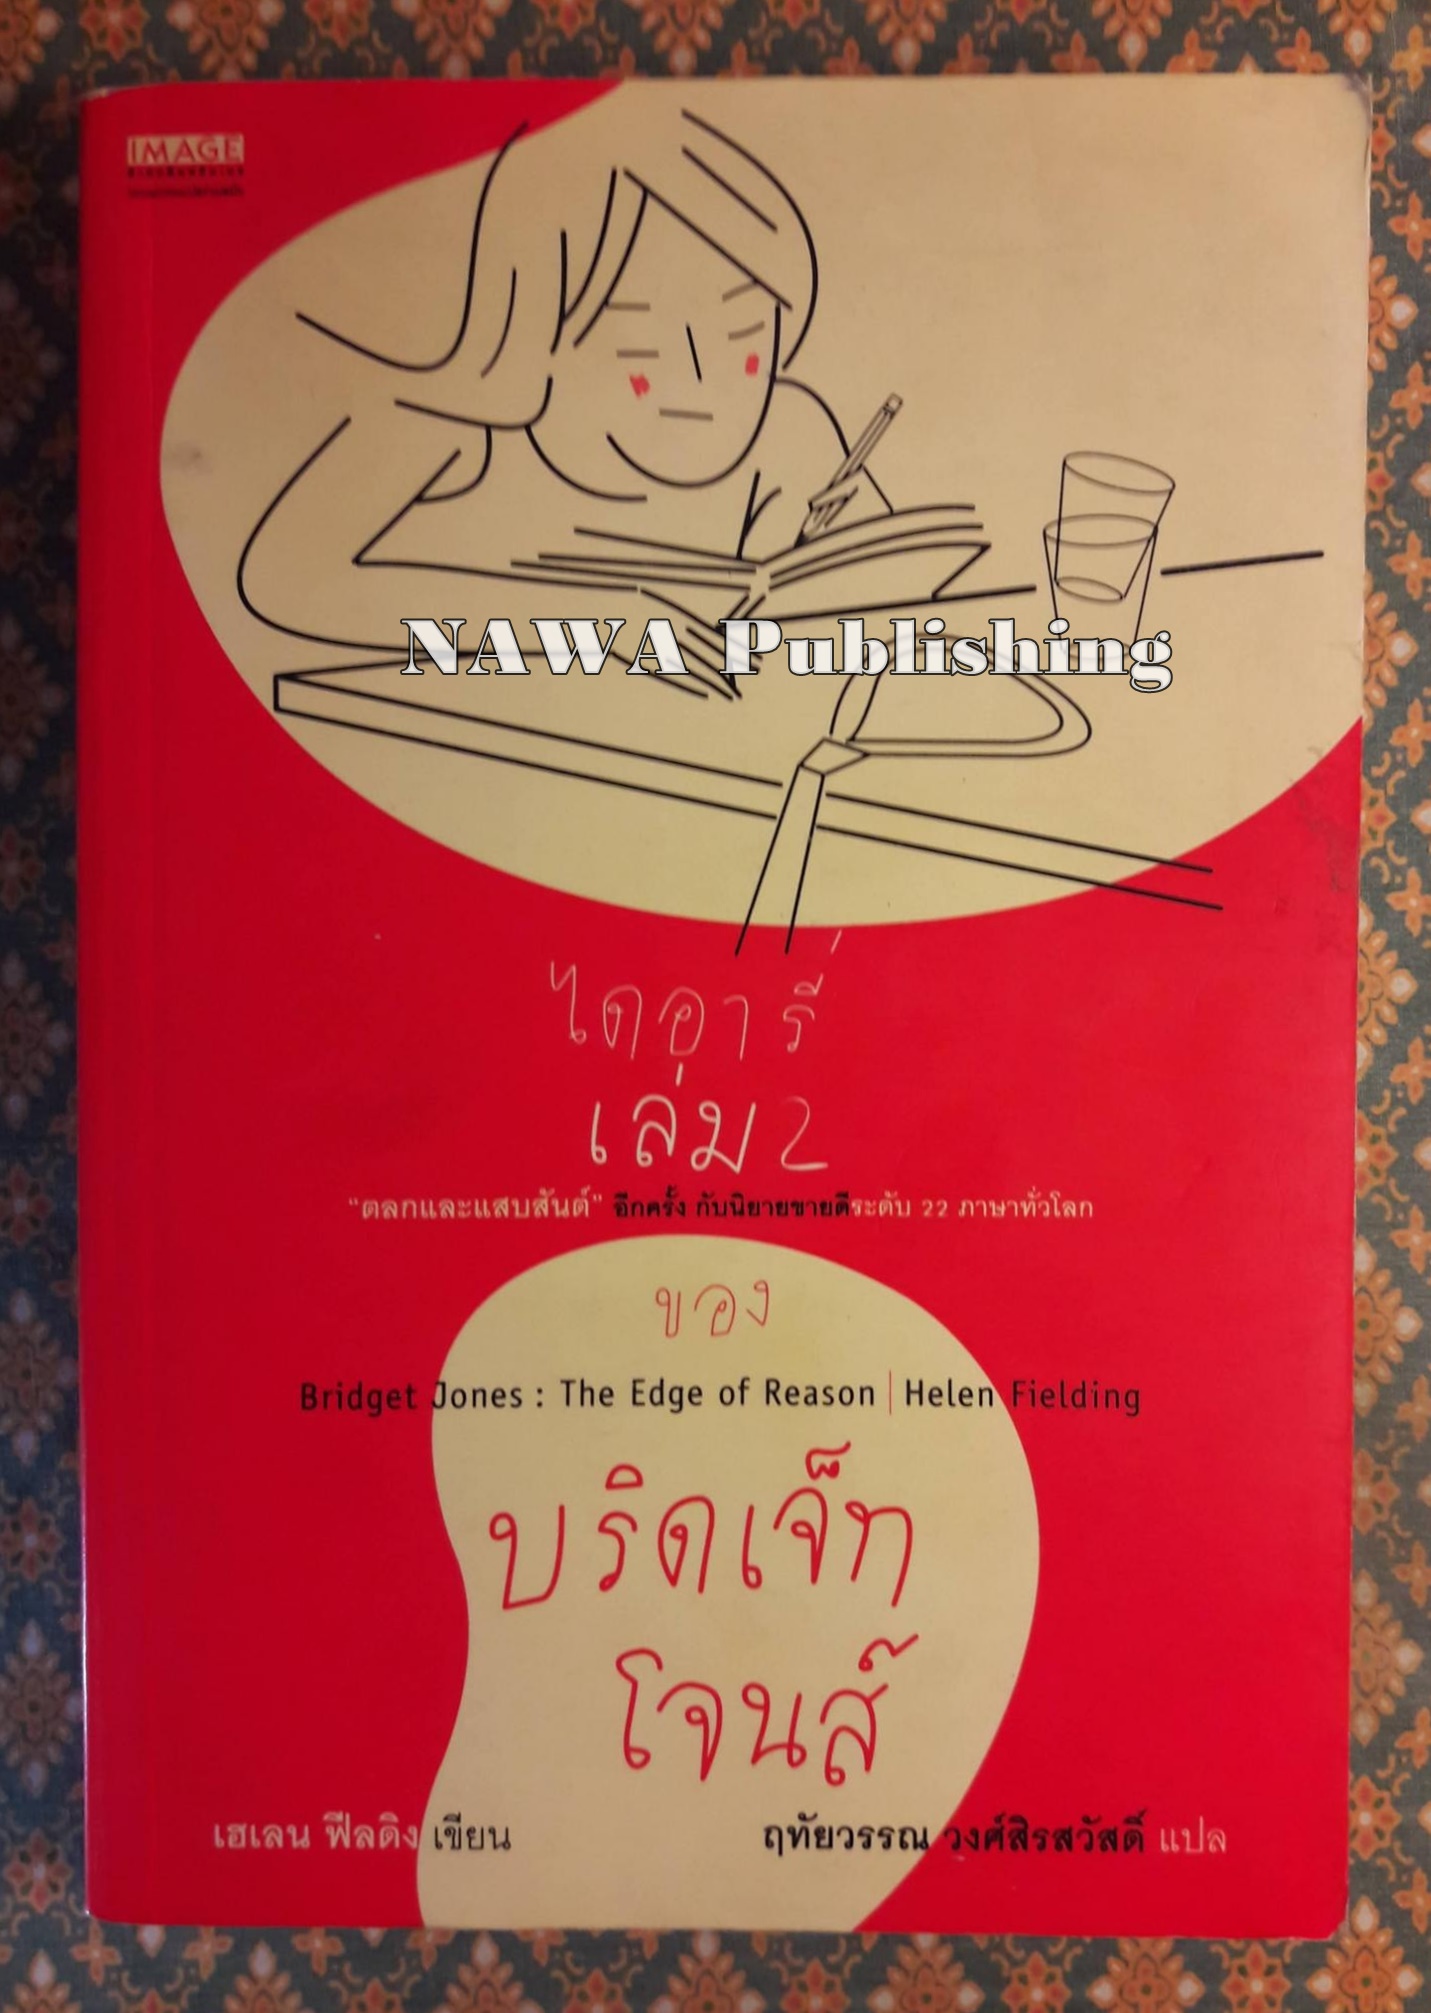 IMAGE
NAWA Publishing
ไดอารี่
เล่ม 2
"ตลกและแสบสันต์" อีกครั้ง กับนิยายขายดีระดับ 22 ภาษาทั่วโลก
ของ
Bridget Jones : The Edge of Reason | Helen Fielding
บริดเจ็ท
โจนส์
เฮเลน ฟีลดิง เขียน
ฤทัยวรรณ วงศ์สิรสวัสดิ์ แปล